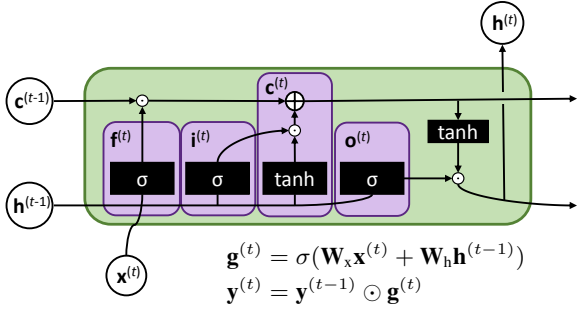 h(t)
c(t-1)
c(t)
f(t)
i(t)
o(t)
tanh
σ
σ
tanh
σ
h(t-1)
x(t)
g(t) = σ(Wxx(t) + Whh(t−1))
y(t) = y(t−1) ⊙ g(t)